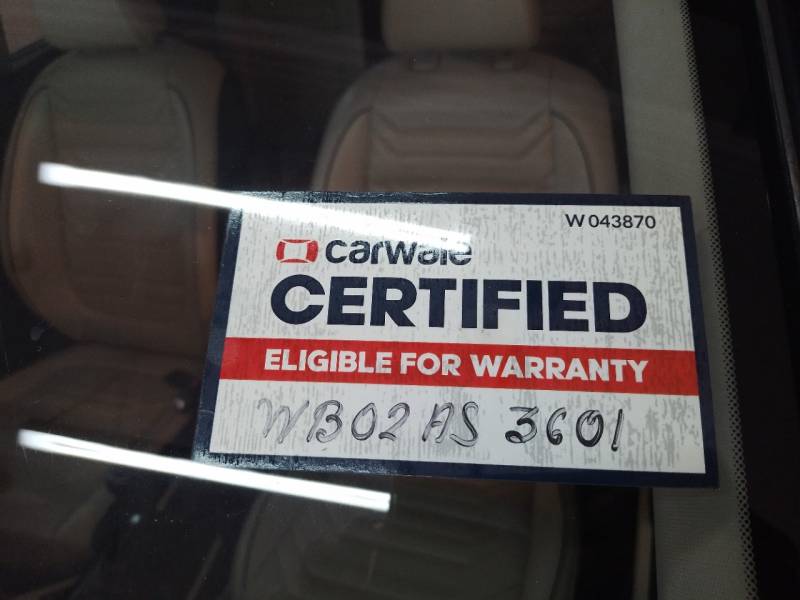 W 043870
carwale
CERTIFIED
ELIGIBLE FOR WARRANTY
WB02AS 3601